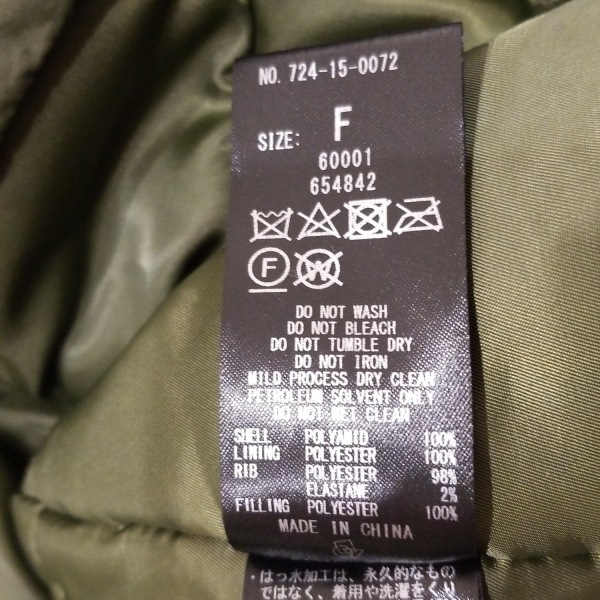 NO. 724-15-0072
SIZE: F
60001
654842
F W
DO NOT WASH
DO NOT BLEACH
DO NOT TUMBLE DRY
DO NOT IRON
MILD PROCESS DRY CLEAN
PETROLEUM SOLVENT ONLY
DO NOT WET CLEAN
SHELL POLYAMID 100%
LINING POLYESTER 100%
RIB POLYESTER 98%
ELASTANE 2%
FILLING POLYESTER 100%
MADE IN CHINA
・はっ水加工は、永久的なもの
ではなく、着用や洗濯をくり